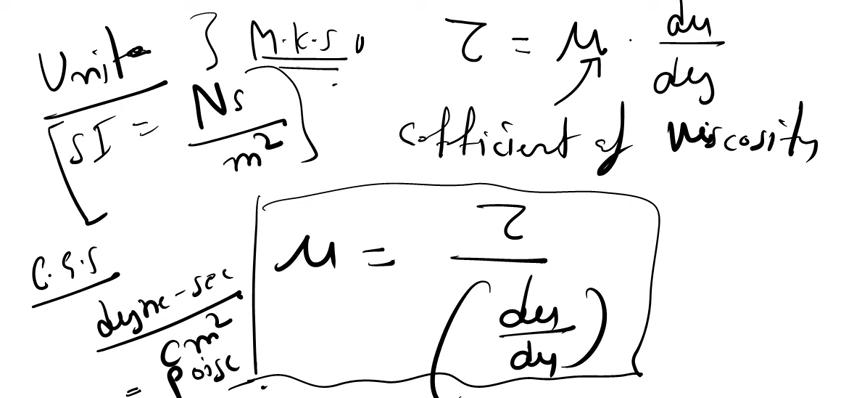 Units } M.K.S
τ = μ · du/dy
[SI = Ns/m²]
coefficient of viscosity
μ = τ/(du/dy)
C.G.S
dyne-sec/cm²
= Poise